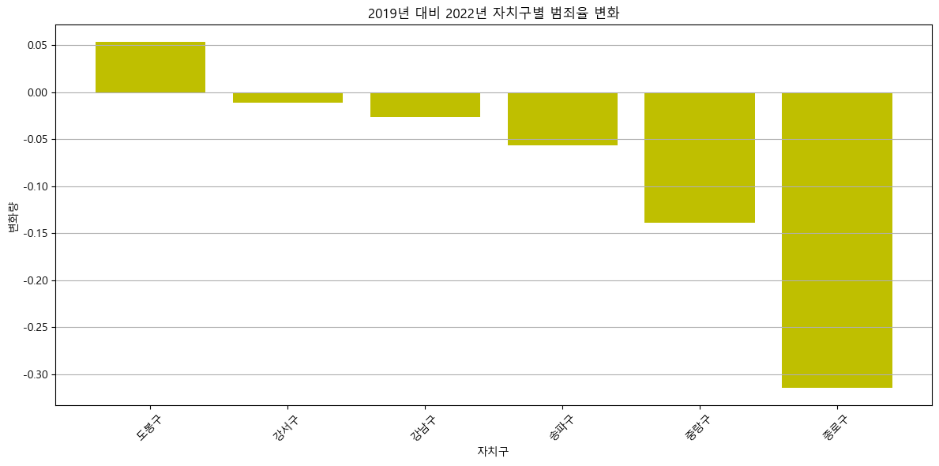 2019년 대비 2022년 자치구별 범죄율 변화
변화량
0.05
0.00
-0.05
-0.10
-0.15
-0.20
-0.25
-0.30
도봉구
강서구
강남구
송파구
중랑구
종로구
자치구